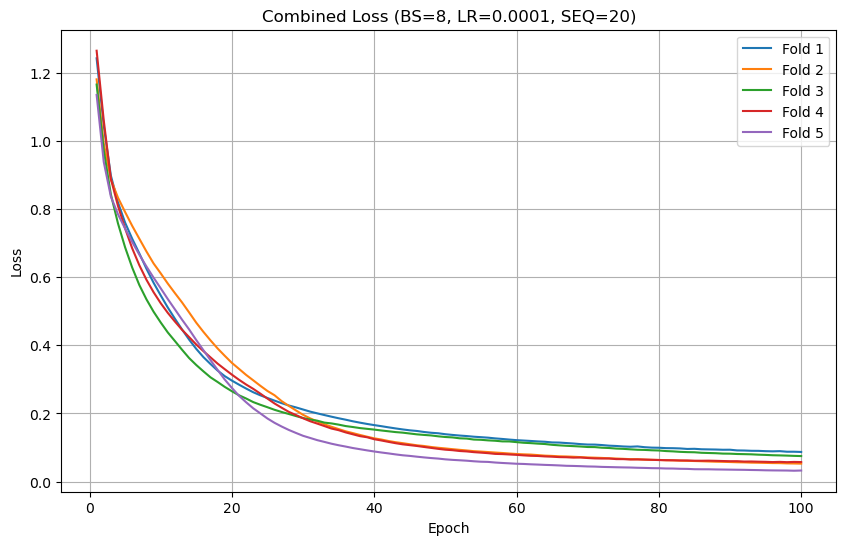 Combined Loss (BS=8, LR=0.0001, SEQ=20)
Fold 1
Fold 2
Fold 3
Fold 4
Fold 5
Loss
1.2
1.0
0.8
0.6
0.4
0.2
0.0
0 20 40 60 80 100
Epoch